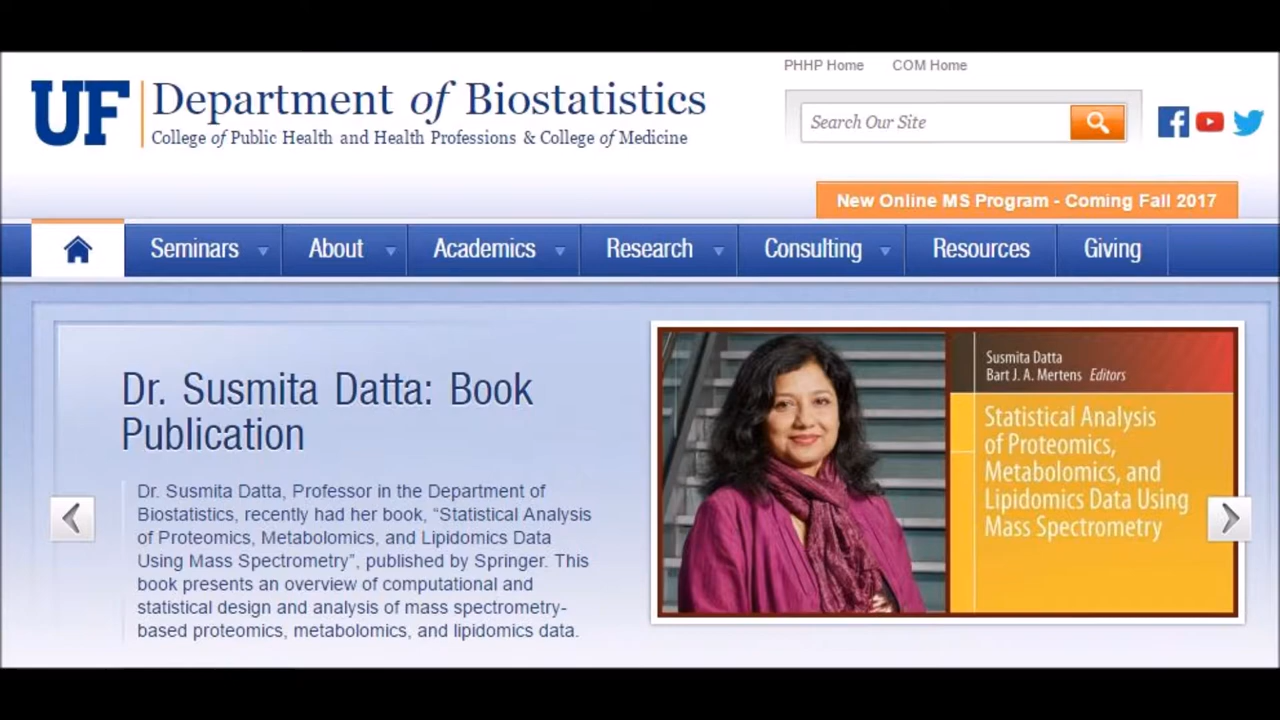 PHHP Home COM Home
UF
Department of Biostatistics
College of Public Health and Health Professions & College of Medicine
Search Our Site
New Online MS Program - Coming Fall 2017
Seminars About Academics Research Consulting Resources Giving
Dr. Susmita Datta: Book
Publication
Dr. Susmita Datta, Professor in the Department of
Biostatistics, recently had her book, “Statistical Analysis
of Proteomics, Metabolomics, and Lipidomics Data
Using Mass Spectrometry”, published by Springer. This
book presents an overview of computational and
statistical design and analysis of mass spectrometry-
based proteomics, metabolomics, and lipidomics data.
Susmita Datta
Bart J. A. Mertens Editors
Statistical Analysis
of Proteomics,
Metabolomics, and
Lipidomics Data Using
Mass Spectrometry